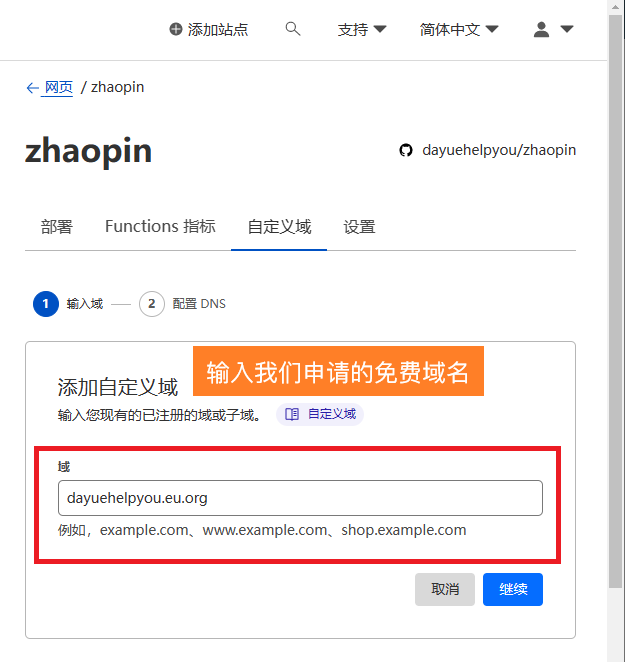 添加站点 支持 简体中文
网页 / zhaopin
zhaopin
dayuehelpyou/zhaopin
部署 Functions 指标 自定义域 设置
1 输入域 2 配置 DNS
输入我们申请的免费域名
添加自定义域
输入您现有的已注册的域或子域。 自定义域
域
dayuehelpyou.eu.org
例如，example.com、www.example.com、shop.example.com
取消 继续